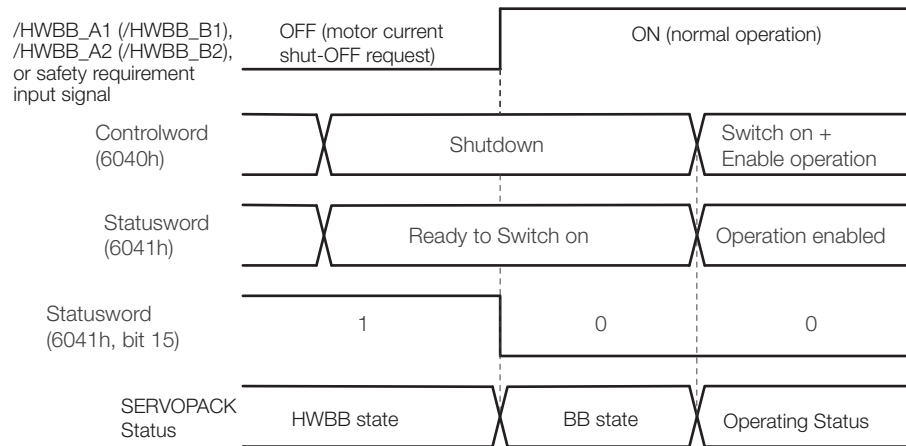 /HWBB_A1 (/HWBB_B1),
/HWBB_A2 (/HWBB_B2),
or safety requirement
input signal
OFF (motor current
shut-OFF request)
ON (normal operation)
Controlword
(6040h)
Shutdown
Switch on +
Enable operation
Statusword
(6041h)
Ready to Switch on
Operation enabled
Statusword
(6041h, bit 15)
1
0
0
SERVOPACK
Status
HWBB state
BB state
Operating Status